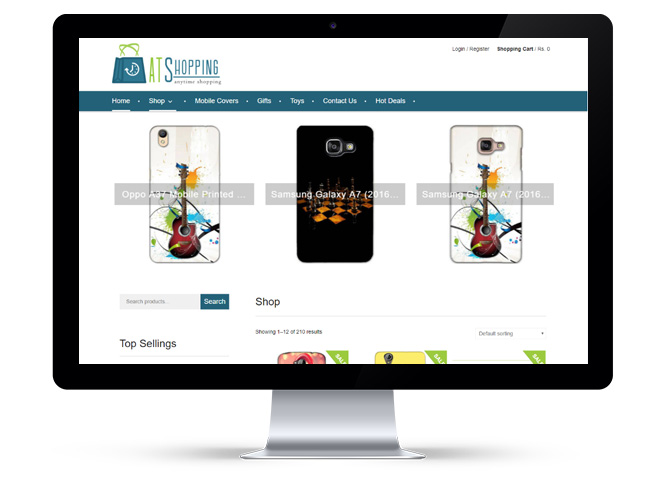 Login / Register Shopping Cart / Rs. 0
AT SHOPPING
anytime shopping
Home Shop Mobile Covers Gifts Toys Contact Us Hot Deals
Oppo A37 Mobile Printed ... Samsung Galaxy A7 (2016... Samsung Galaxy A7 (2016...
Search products... Search
Shop
Showing 1–12 of 210 results Default sorting
Top Sellings
SALE SALE SALE